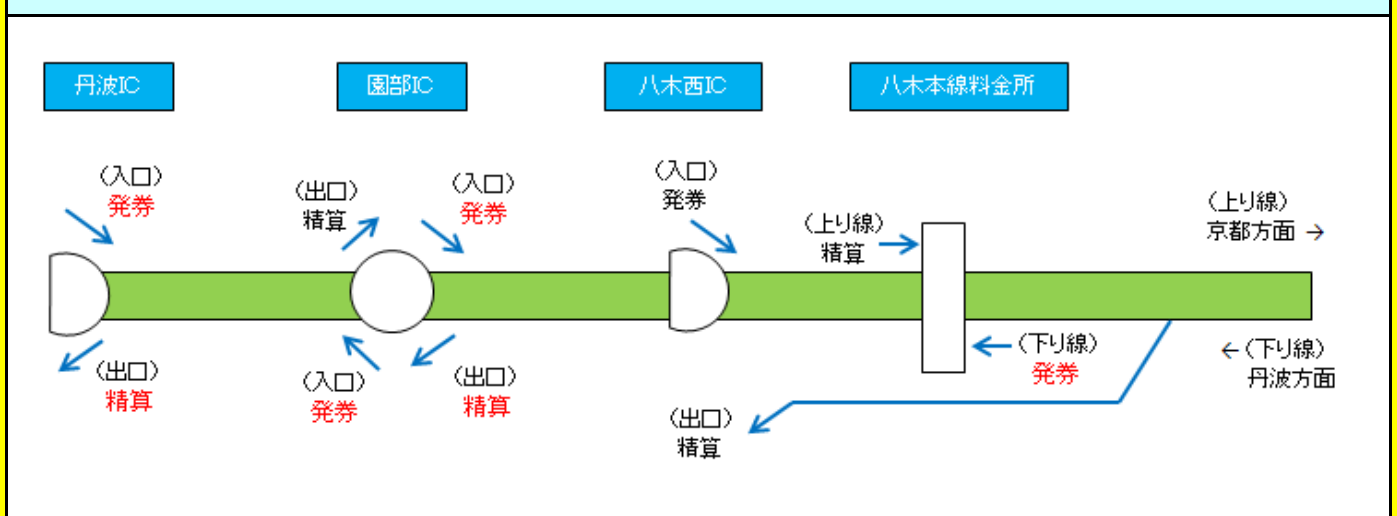 丹波IC
園部IC
八木西IC
八木本線料金所
（入口）
発券
（出口）
精算
（入口）
発券
（入口）
発券
（上り線）
精算
（上り線）
京都方面 →
（出口）
精算
（入口）
発券
（出口）
精算
（出口）
精算
（下り線）
発券
←（下り線）
丹波方面